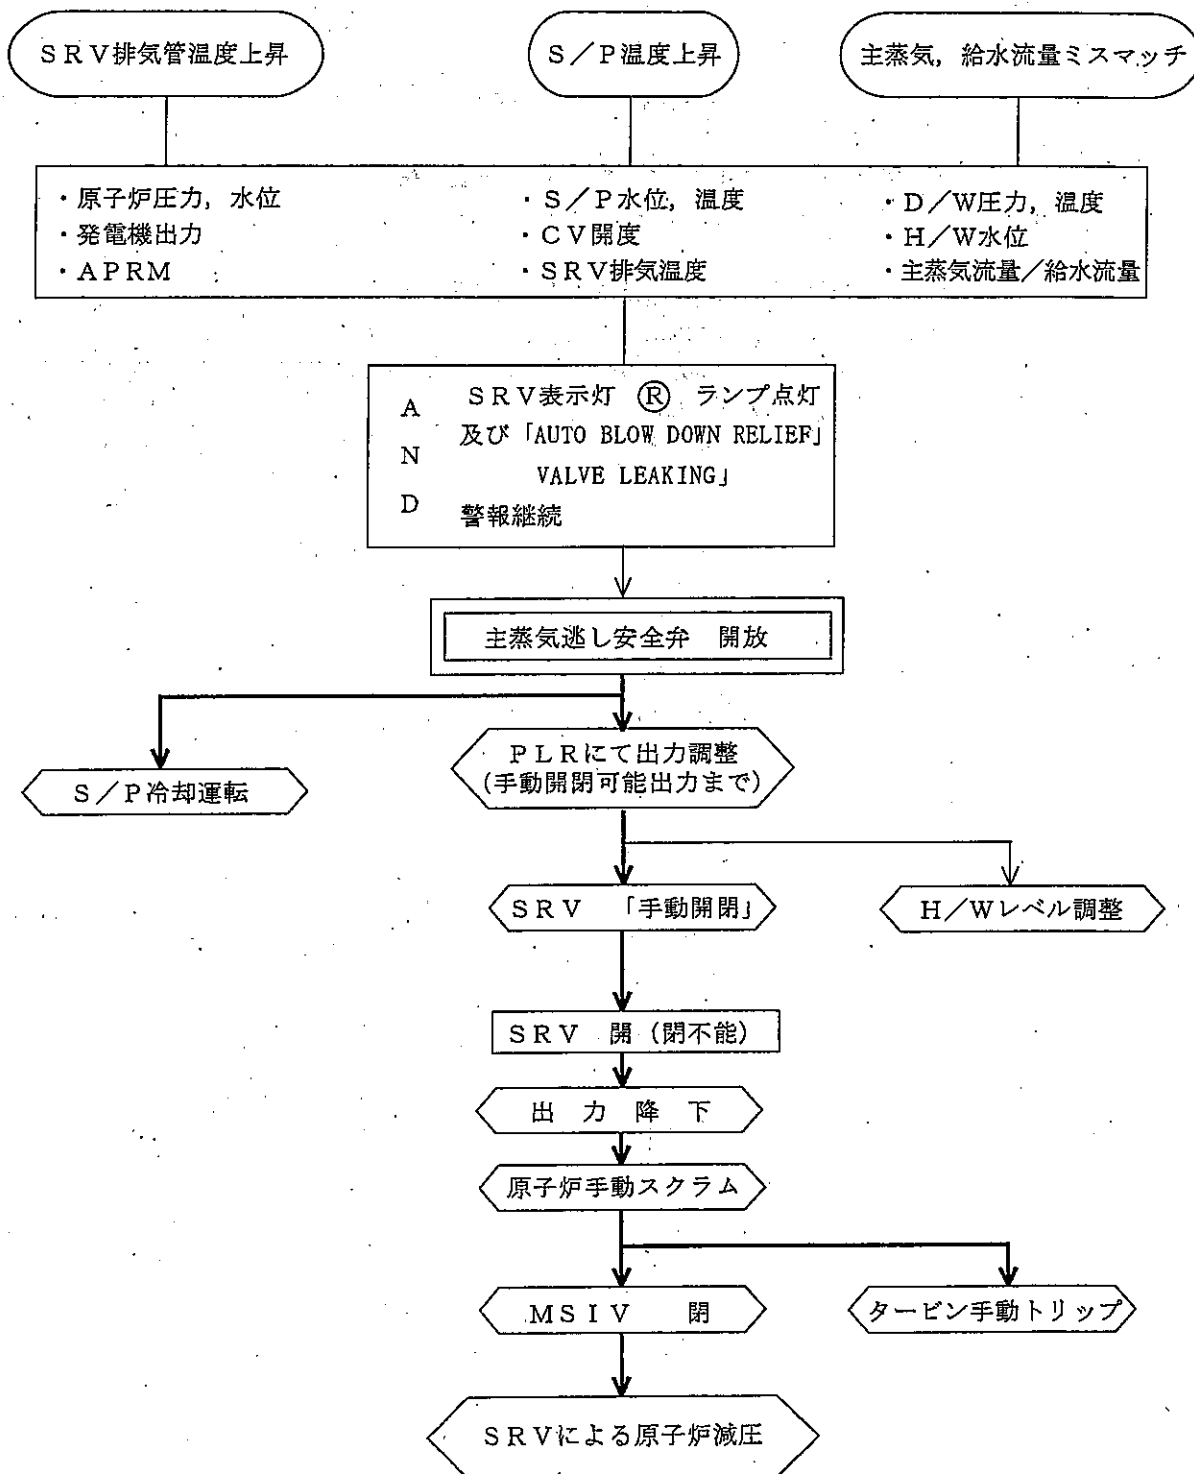 SRV排気管温度上昇
S／P温度上昇
主蒸気，給水流量ミスマッチ
・原子炉圧力，水位
・発電機出力
・APRM
・S／P水位，温度
・CV開度
・SRV排気温度
・D／W圧力，温度
・H／W水位
・主蒸気流量／給水流量
AND
SRV表示灯 Ⓡ ランプ点灯
及び「AUTO BLOW DOWN RELIEF」
VALVE LEAKING」
警報継続
主蒸気逃し安全弁　開放
PLRにて出力調整
(手動開閉可能出力まで)
S／P冷却運転
SRV 「手動開閉」
H／Wレベル調整
SRV 開（閉不能）
出 力 降 下
原子炉手動スクラム
MSIV 閉
タービン手動トリップ
SRVによる原子炉減圧